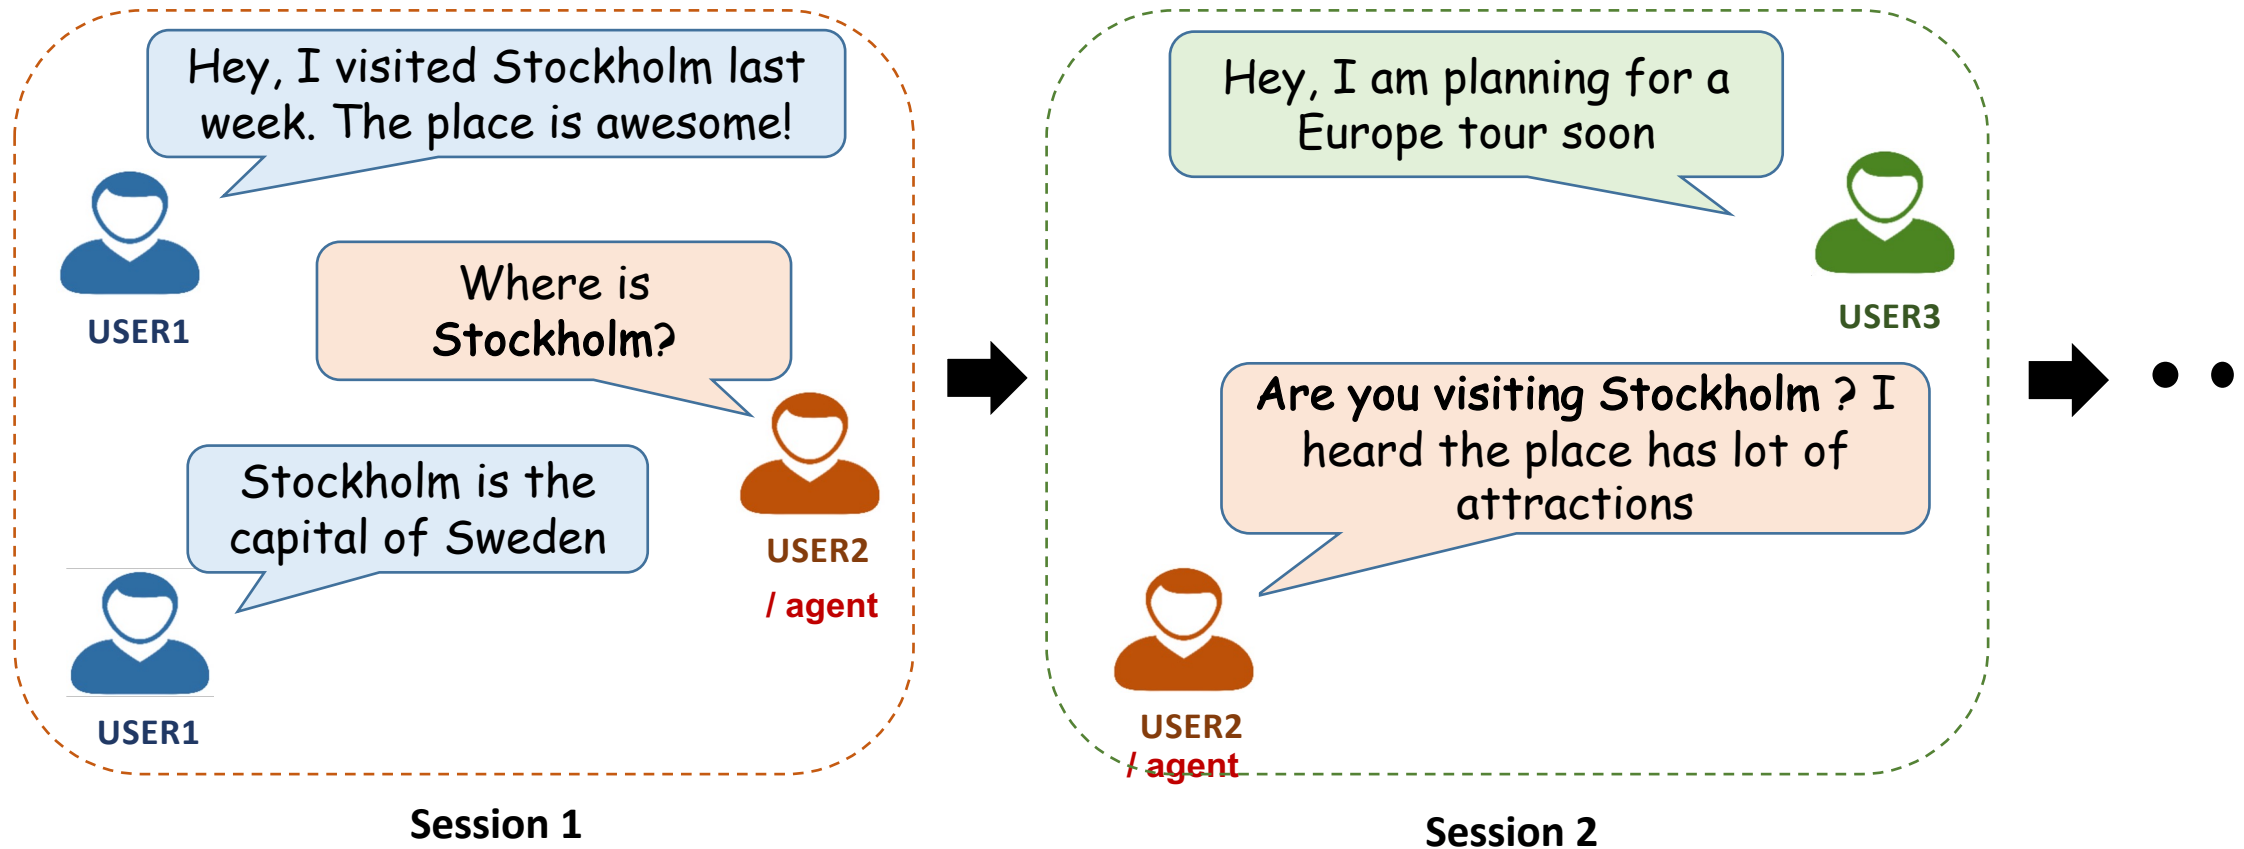 Hey, I visited Stockholm last
week. The place is awesome!
USER1
Where is
Stockholm?
USER2
/ agent
Stockholm is the
capital of Sweden
USER1
Session 1
Hey, I am planning for a
Europe tour soon
USER3
Are you visiting Stockholm ? I
heard the place has lot of
attractions
USER2
/ agent
Session 2